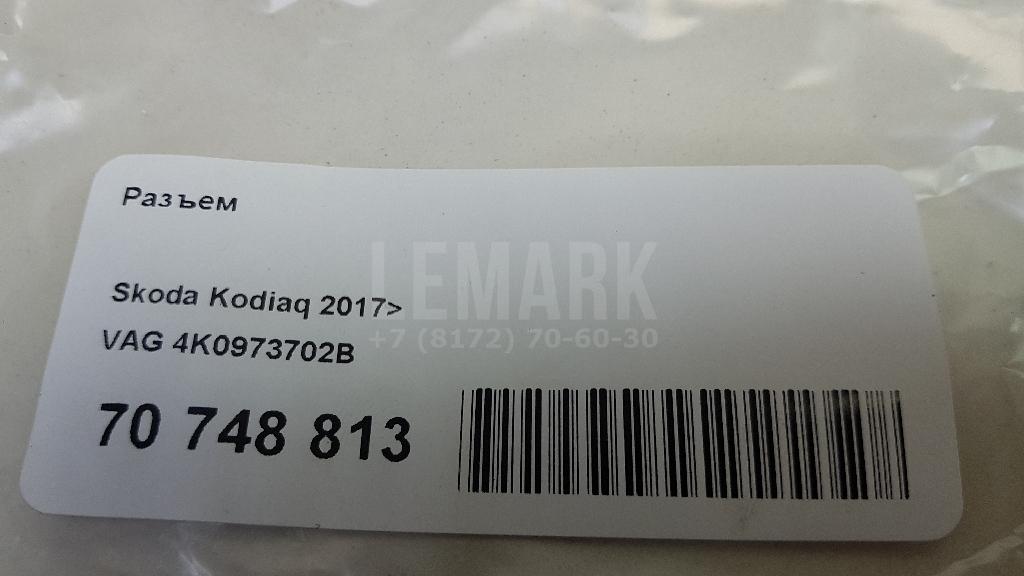 Разъем
LEMARK
Skoda Kodiaq 2017>
+7 (8172) 70-60-30
VAG 4K0973702B
70 748 813